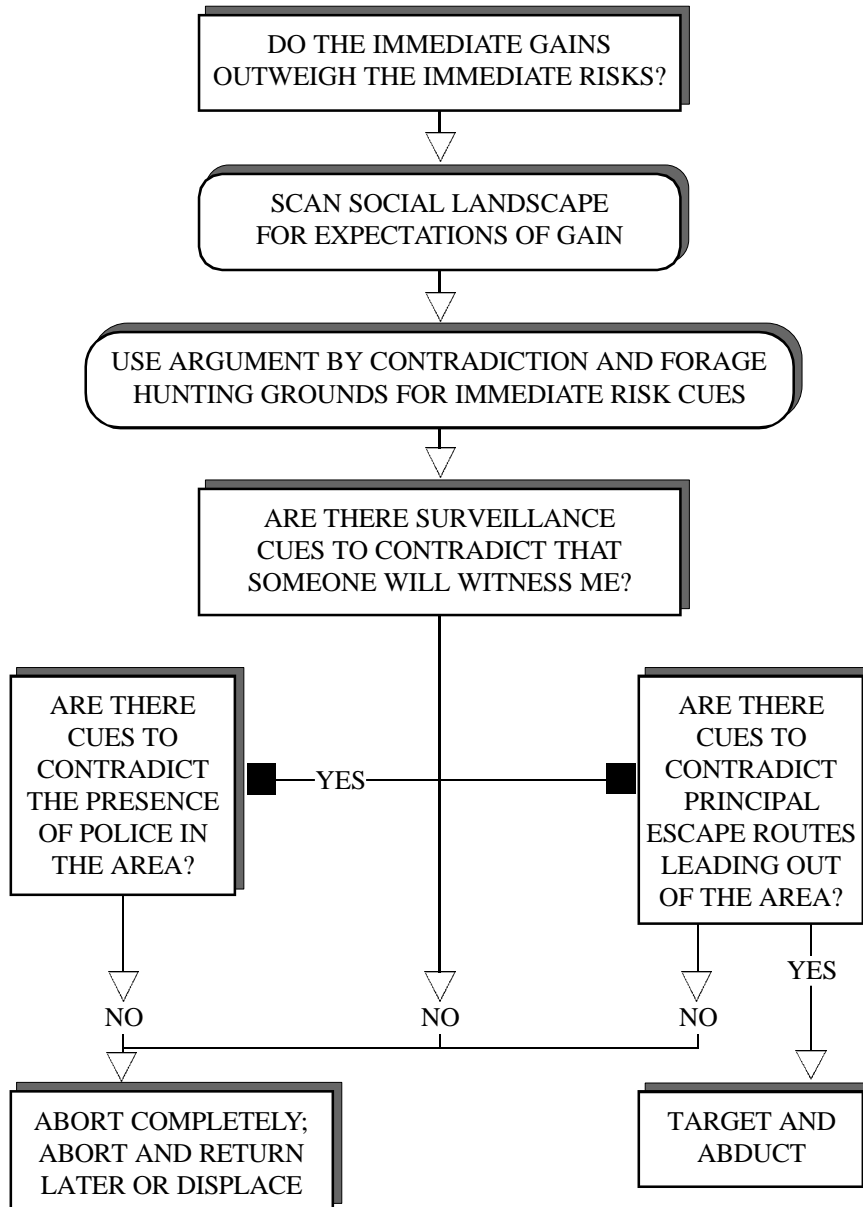 DO THE IMMEDIATE GAINS
OUTWEIGH THE IMMEDIATE RISKS?
SCAN SOCIAL LANDSCAPE
FOR EXPECTATIONS OF GAIN
USE ARGUMENT BY CONTRADICTION AND FORAGE
HUNTING GROUNDS FOR IMMEDIATE RISK CUES
ARE THERE SURVEILLANCE
CUES TO CONTRADICT THAT
SOMEONE WILL WITNESS ME?
ARE THERE
CUES TO
CONTRADICT
THE PRESENCE
OF POLICE IN
THE AREA?
YES
ARE THERE
CUES TO
CONTRADICT
PRINCIPAL
ESCAPE ROUTES
LEADING OUT
OF THE AREA?
YES
NO
NO
NO
ABORT COMPLETELY;
ABORT AND RETURN
LATER OR DISPLACE
TARGET AND
ABDUCT